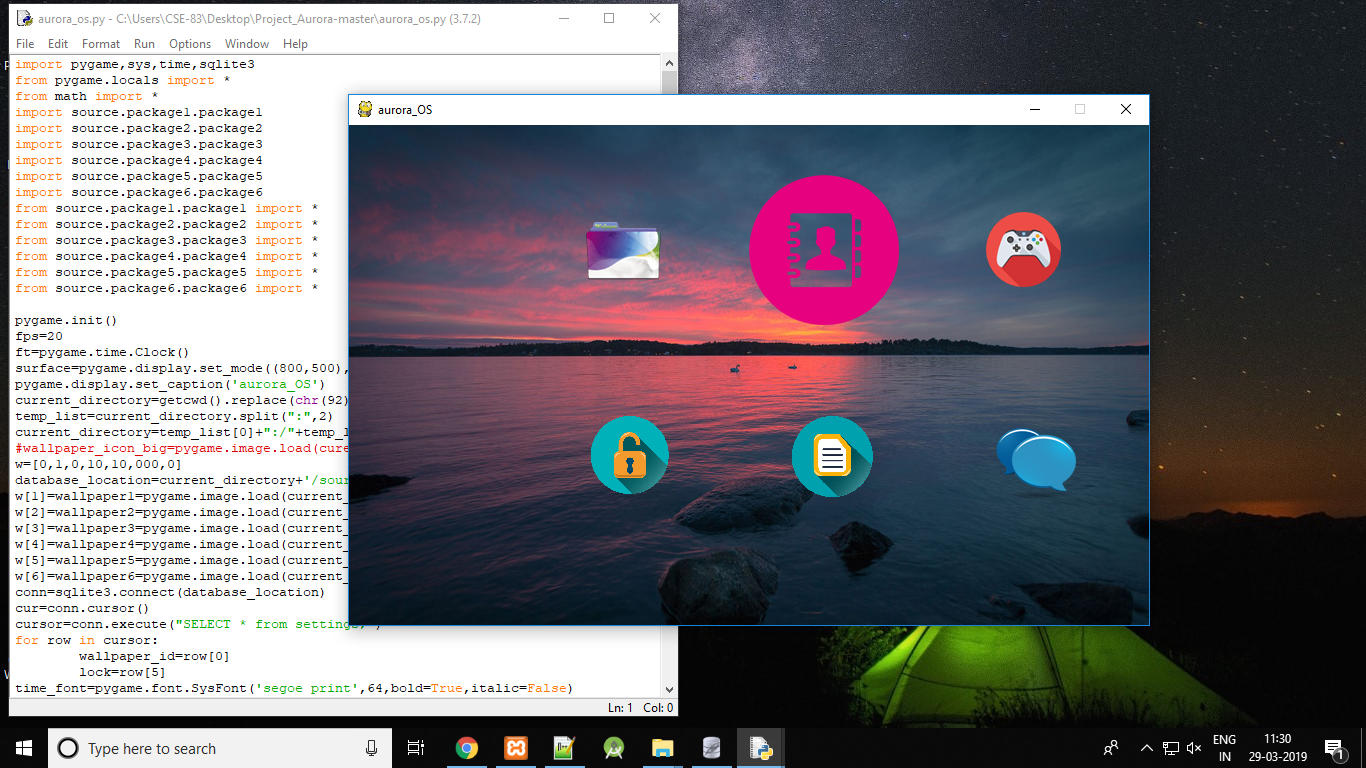 aurora_os.py - C:\Users\CSE-83\Desktop\Project_Aurora-master\aurora_os.py (3.7.2)
File Edit Format Run Options Window Help
import pygame,sys,time,sqlite3
from pygame.locals import *
from math import *
import source.package1.package1
import source.package2.package2
import source.package3.package3
import source.package4.package4
import source.package5.package5
import source.package6.package6
from source.package1.package1 import *
from source.package2.package2 import *
from source.package3.package3 import *
from source.package4.package4 import *
from source.package5.package5 import *
from source.package6.package6 import *
pygame.init()
fps=20
ft=pygame.time.Clock()
surface=pygame.display.set_mode((800,500),
pygame.display.set_caption('aurora_OS')
current_directory=getcwd().replace(chr(92)
temp_list=current_directory.split(":",2)
current_directory=temp_list[0]+":/"+temp_l
#wallpaper_icon_big=pygame.image.load(cure
w=[0,1,0,10,10,000,0]
database_location=current_directory+'/sour
w[1]=wallpaper1=pygame.image.load(current_
w[2]=wallpaper2=pygame.image.load(current_
w[3]=wallpaper3=pygame.image.load(current_
w[4]=wallpaper4=pygame.image.load(current_
w[5]=wallpaper5=pygame.image.load(current_
w[6]=wallpaper6=pygame.image.load(current_
conn=sqlite3.connect(database_location)
cur=conn.cursor()
cursor=conn.execute("SELECT * from settings;")
for row in cursor:
wallpaper_id=row[0]
lock=row[5]
time_font=pygame.font.SysFont('segoe print',64,bold=True,italic=False)
Ln: 1 Col: 0
aurora_OS
Type here to search
ENG
IN
11:30
29-03-2019
1